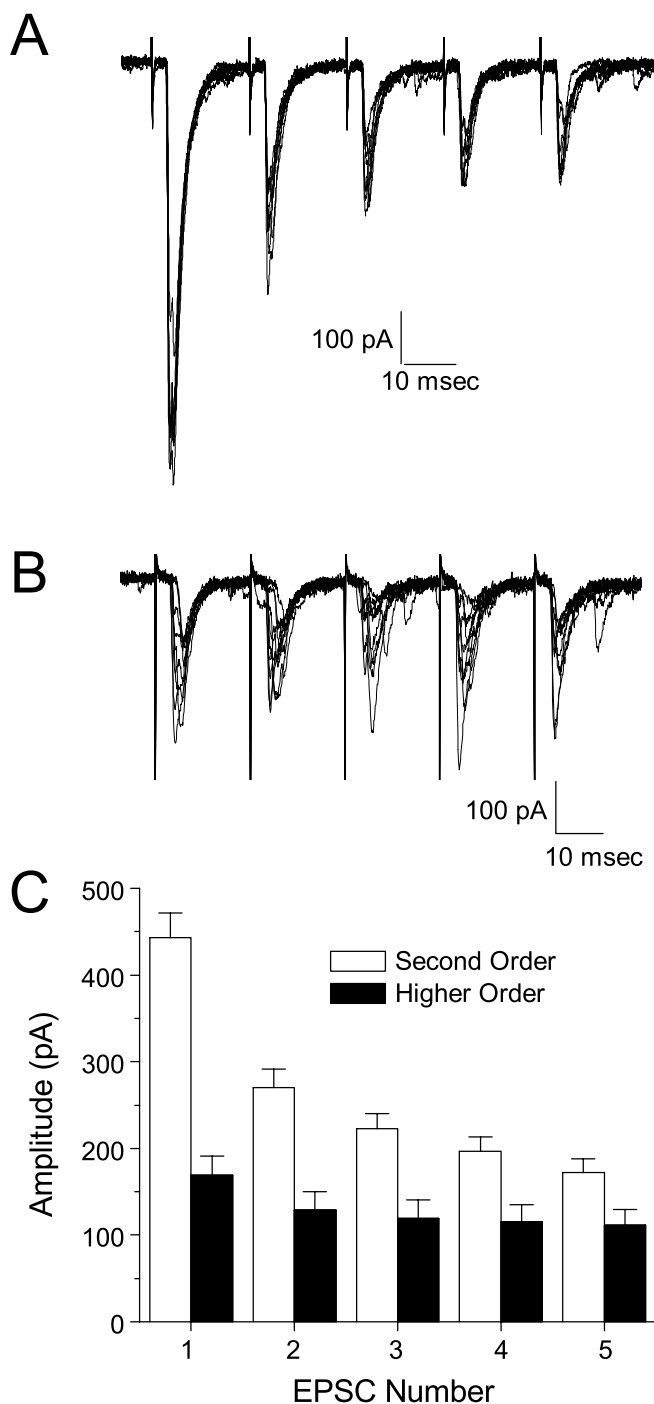 A
100 pA
10 msec
B
100 pA
10 msec
C
500
400
300
200
100
0
Amplitude (pA)
Second Order
Higher Order
1 2 3 4 5
EPSC Number